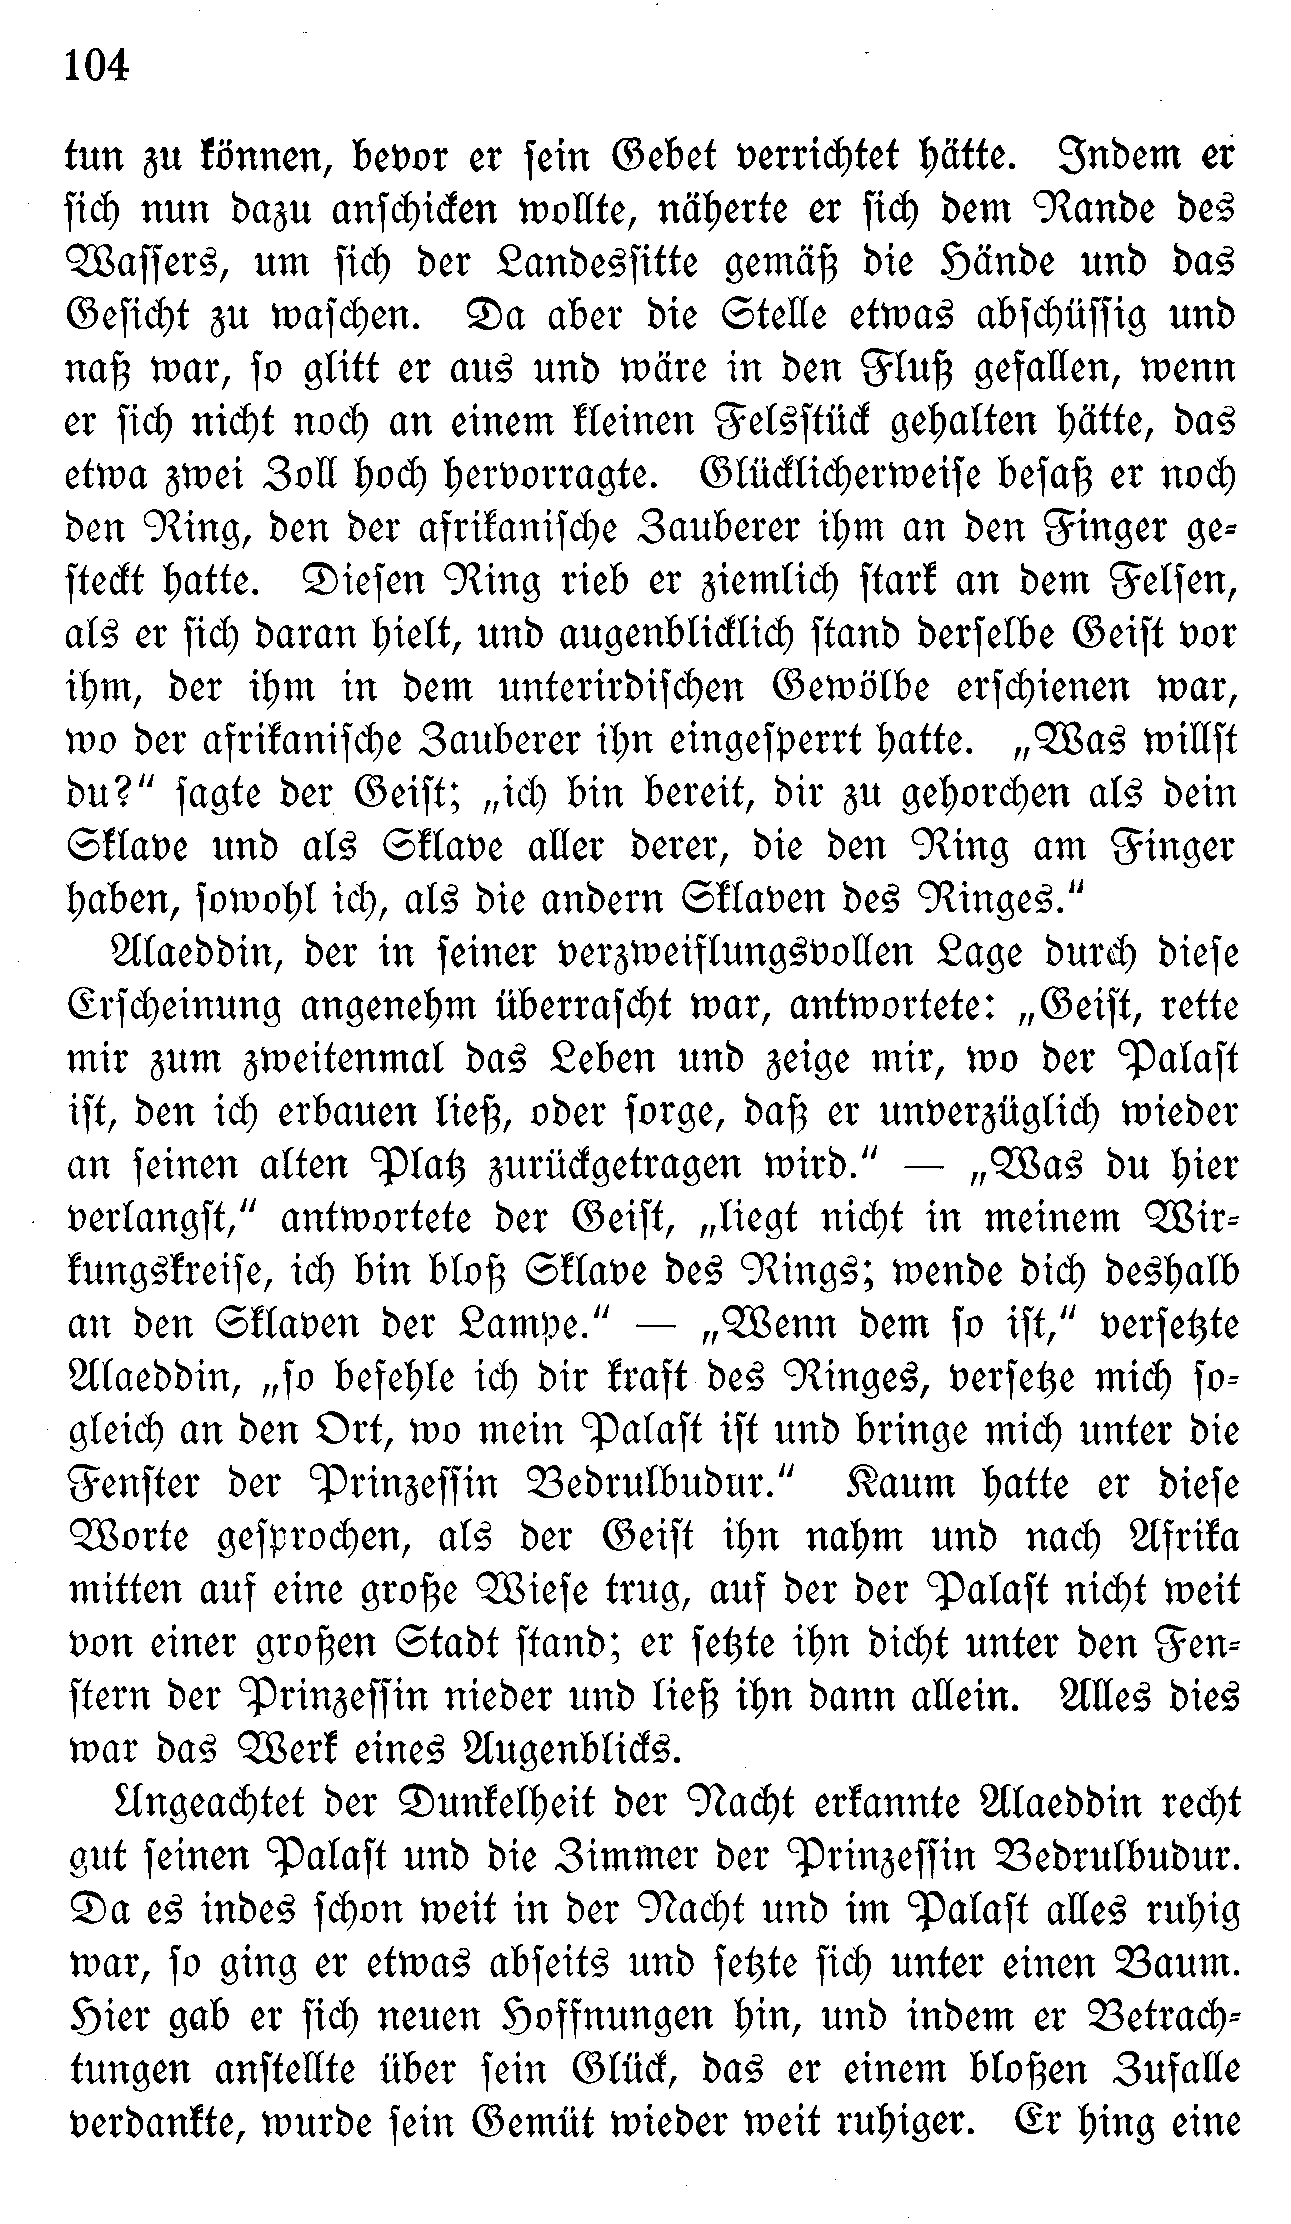 104
tun zu können, bevor er sein Gebet verrichtet hätte. Indem er
sich nun dazu anschicken wollte, näherte er sich dem Rande des
Wassers, um sich der Landessitte gemäß die Hände und das
Gesicht zu waschen. Da aber die Stelle etwas abschüssig und
naß war, so glitt er aus und wäre in den Fluß gefallen, wenn
er sich nicht noch an einem kleinen Felsstück gehalten hätte, das
etwa zwei Zoll hoch hervorragte. Glücklicherweise besaß er noch
den Ring, den der afrikanische Zauberer ihm an den Finger ge-
steckt hatte. Diesen Ring rieb er ziemlich stark an dem Felsen,
als er sich daran hielt, und augenblicklich stand derselbe Geist vor
ihm, der ihm in dem unterirdischen Gewölbe erschienen war,
wo der afrikanische Zauberer ihn eingesperrt hatte. „Was willst
du?“ sagte der Geist; „ich bin bereit, dir zu gehorchen als dein
Sklave und als Sklave aller derer, die den Ring am Finger
haben, sowohl ich, als die andern Sklaven des Ringes.“
Alaeddin, der in seiner verzweiflungsvollen Lage durch diese
Erscheinung angenehm überrascht war, antwortete: „Geist, rette
mir zum zweitenmal das Leben und zeige mir, wo der Palast
ist, den ich erbauen ließ, oder sorge, daß er unverzüglich wieder
an seinen alten Platz zurückgetragen wird.“ — „Was du hier
verlangst,“ antwortete der Geist, „liegt nicht in meinem Wir-
kungskreise, ich bin bloß Sklave des Rings; wende dich deshalb
an den Sklaven der Lampe.“ — „Wenn dem so ist,“ versetzte
Alaeddin, „so befehle ich dir kraft des Ringes, versetze mich so-
gleich an den Ort, wo mein Palast ist und bringe mich unter die
Fenster der Prinzessin Bedrulbudur.“ Kaum hatte er diese
Worte gesprochen, als der Geist ihn nahm und nach Afrika
mitten auf eine große Wiese trug, auf der der Palast nicht weit
von einer großen Stadt stand; er setzte ihn dicht unter den Fen-
stern der Prinzessin nieder und ließ ihn dann allein. Alles dies
war das Werk eines Augenblicks.
Ungeachtet der Dunkelheit der Nacht erkannte Alaeddin recht
gut seinen Palast und die Zimmer der Prinzessin Bedrulbudur.
Da es indes schon weit in der Nacht und im Palast alles ruhig
war, so ging er etwas abseits und setzte sich unter einen Baum.
Hier gab er sich neuen Hoffnungen hin, und indem er Betrach-
tungen anstellte über sein Glück, das er einem bloßen Zufalle
verdankte, wurde sein Gemüt wieder weit ruhiger. Er hing eine